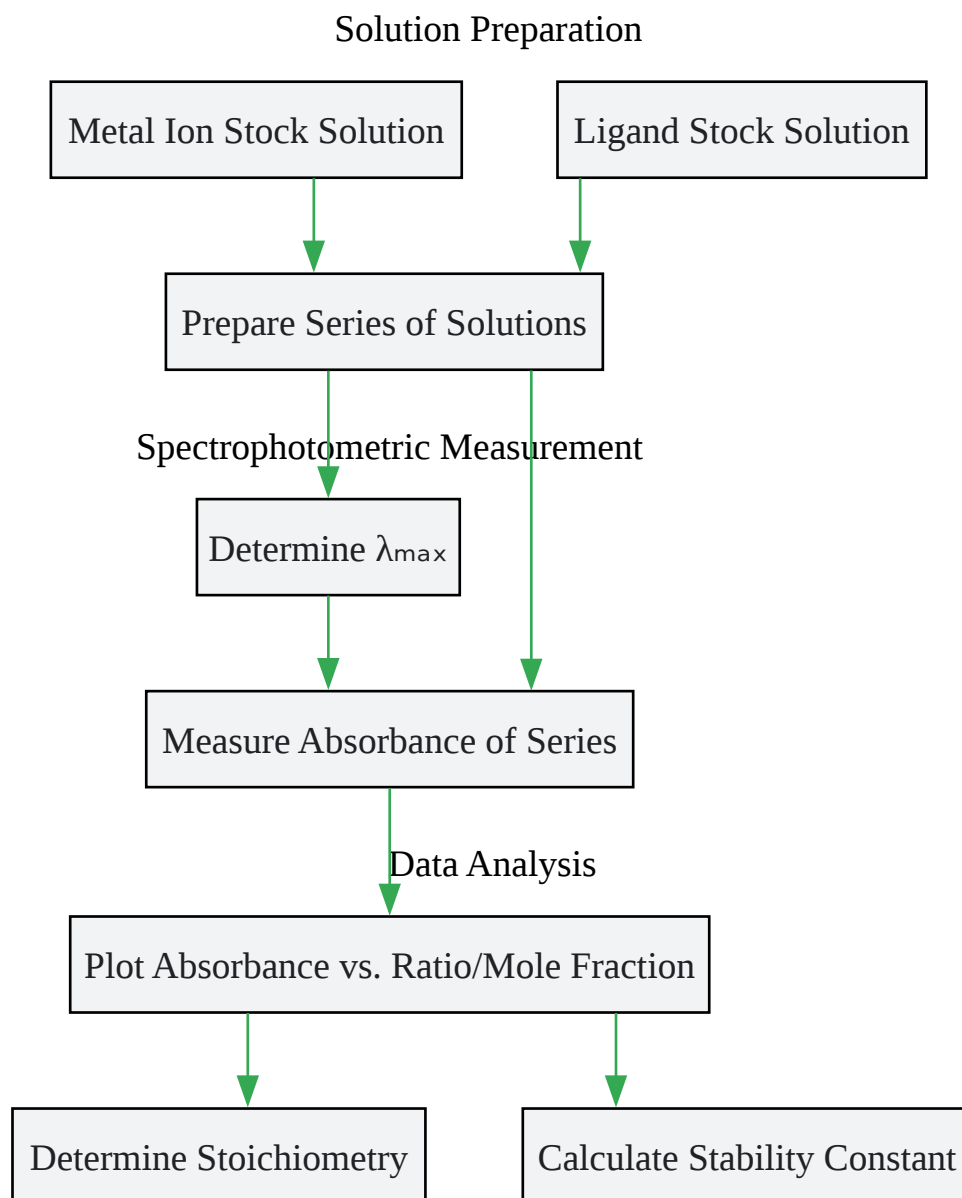 Solution Preparation
Metal Ion Stock Solution
Ligand Stock Solution
Prepare Series of Solutions
Spectrophotometric Measurement
Determine λmax
Measure Absorbance of Series
Data Analysis
Plot Absorbance vs. Ratio/Mole Fraction
Determine Stoichiometry
Calculate Stability Constant